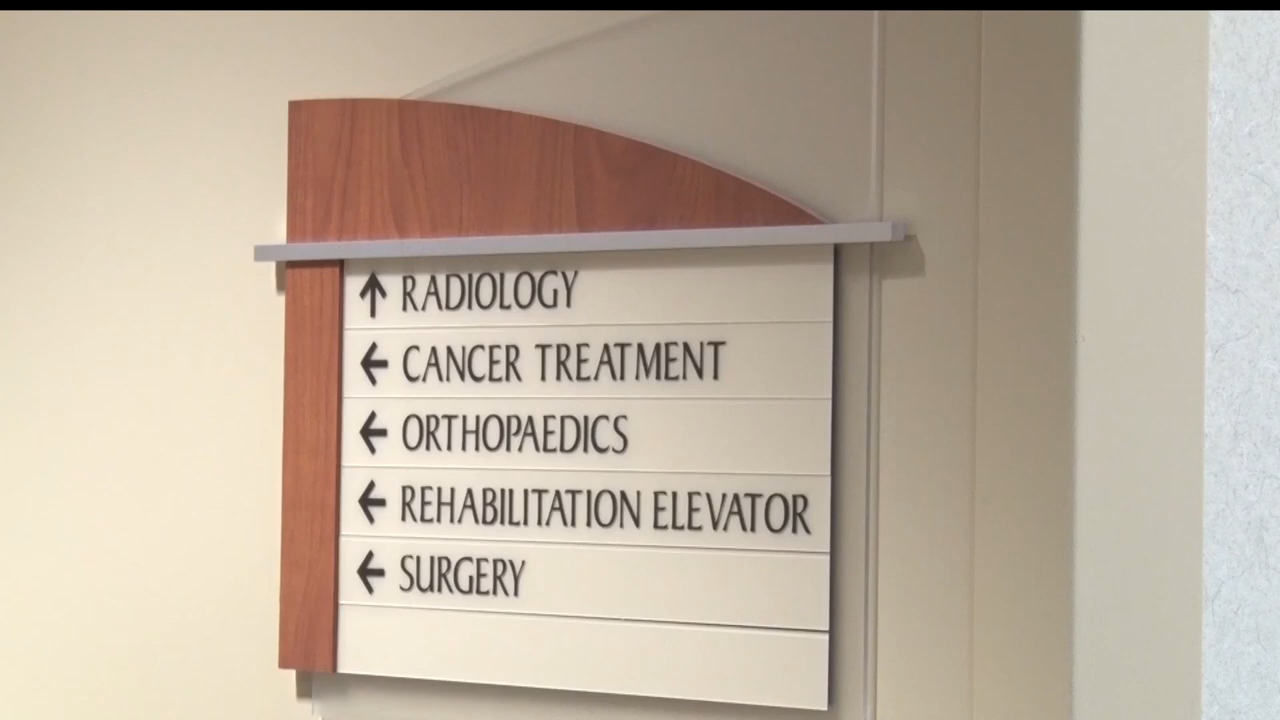 ↑ RADIOLOGY
← CANCER TREATMENT
← ORTHOPAEDICS
← REHABILITATION ELEVATOR
← SURGERY